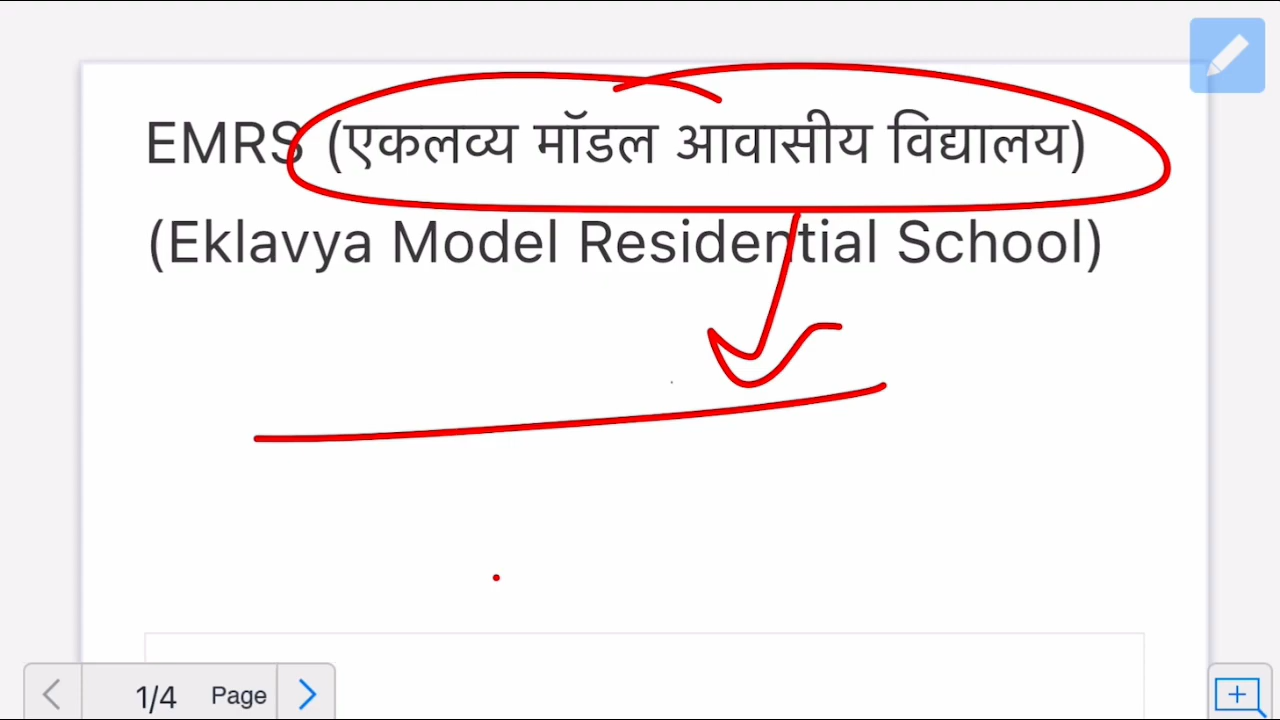 EMRS (एकलव्य मॉडल आवासीय विद्यालय)
(Eklavya Model Residential School)
1/4 Page